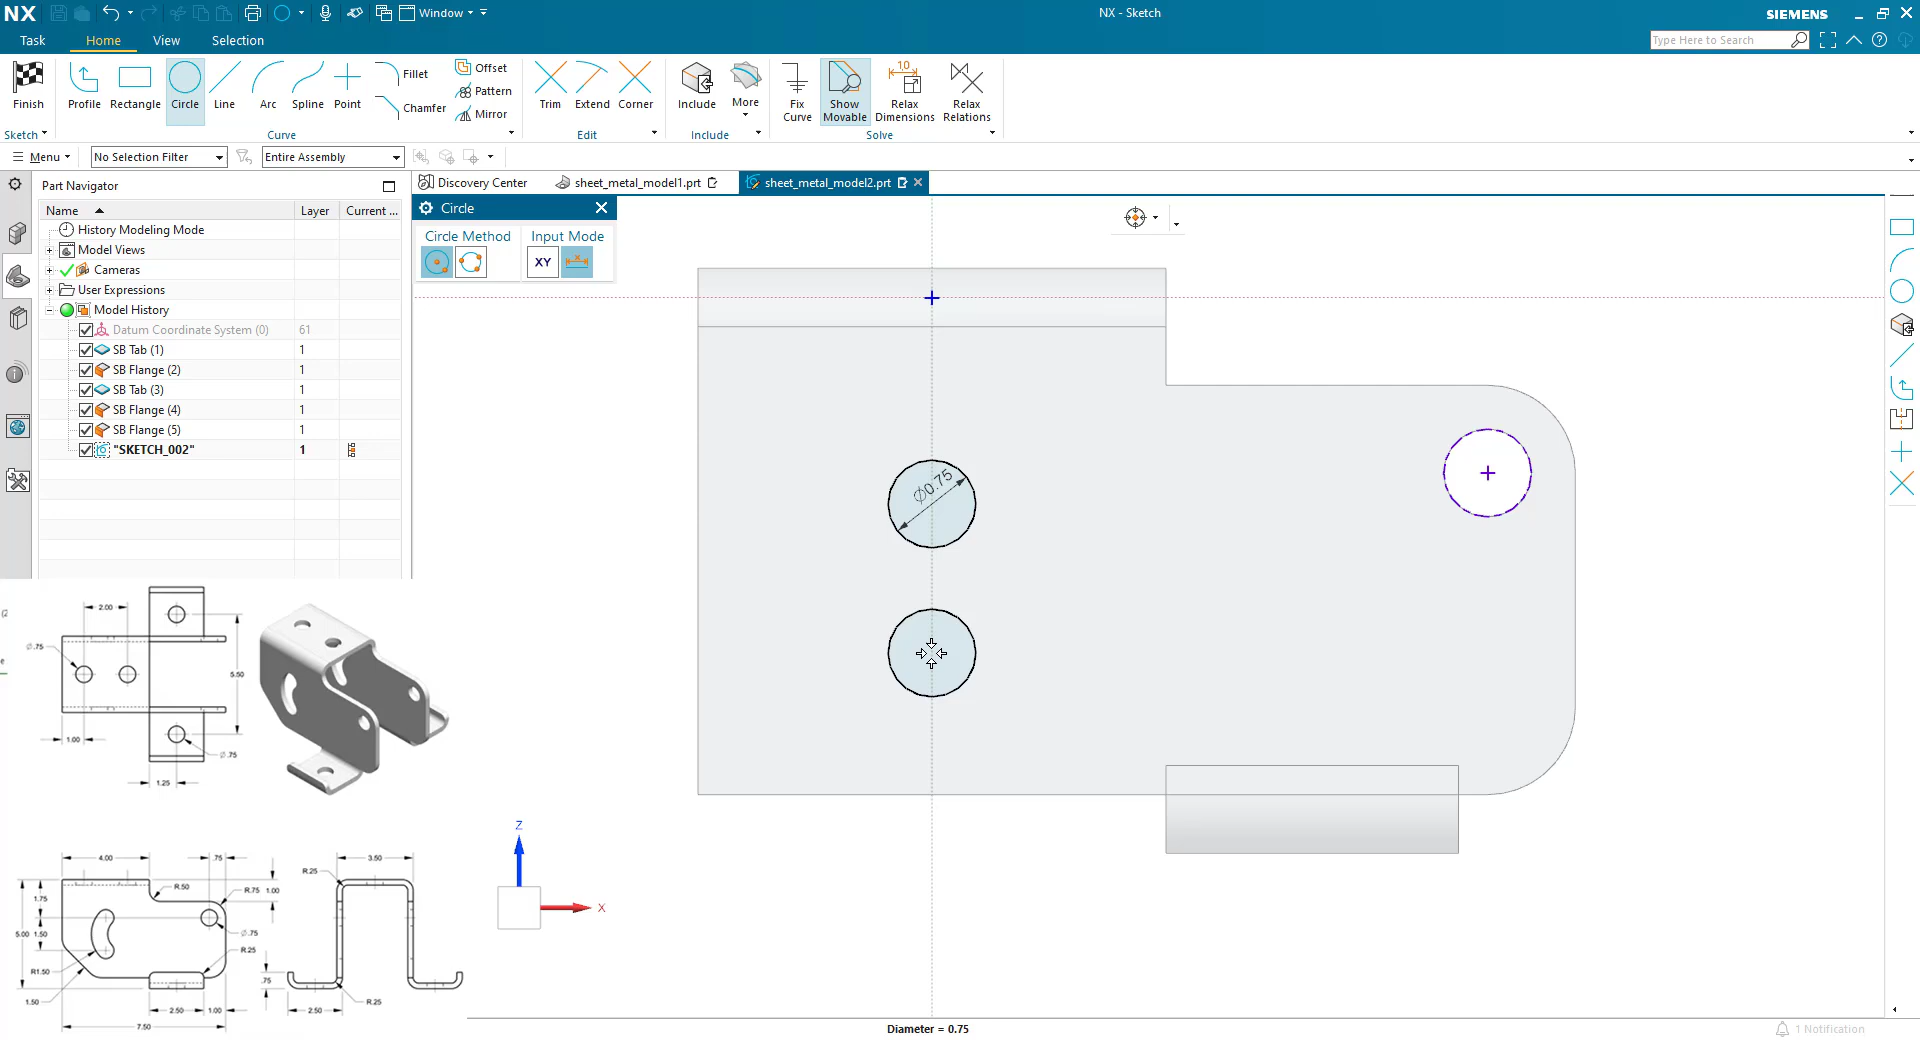 NX
Window
NX - Sketch
SIEMENS
Task
Home
View
Selection
Type Here to Search
Finish
Profile
Rectangle
Circle
Line
Arc
Spline
Point
Fillet
Chamfer
Offset
Pattern
Mirror
Trim
Extend
Corner
Include
More
Fix Curve
Show Movable
1,0
Relax Dimensions
Relax Relations
Sketch
Curve
Edit
Include
Solve
Menu
No Selection Filter
Entire Assembly
Part Navigator
Discovery Center
sheet_metal_model1.prt
sheet_metal_model2.prt
Name
Layer
Current ...
Circle
Circle Method
Input Mode
XY
History Modeling Mode
Model Views
Cameras
User Expressions
Model History
Datum Coordinate System (0) 61
SB Tab (1) 1
SB Flange (2) 1
SB Tab (3) 1
SB Flange (4) 1
SB Flange (5) 1
"SKETCH_002" 1
Ø0.75
2.00
Ø.75
5.50
1.00
Ø.75
1.25
Z
X
4.00
.75
R.50
R.75
1.00
1.75
5.00
1.50
Ø.75
R.25
R1.50
1.50
2.50
1.00
7.50
3.50
R.25
.75
R.25
2.50
Diameter = 0.75
1 Notification